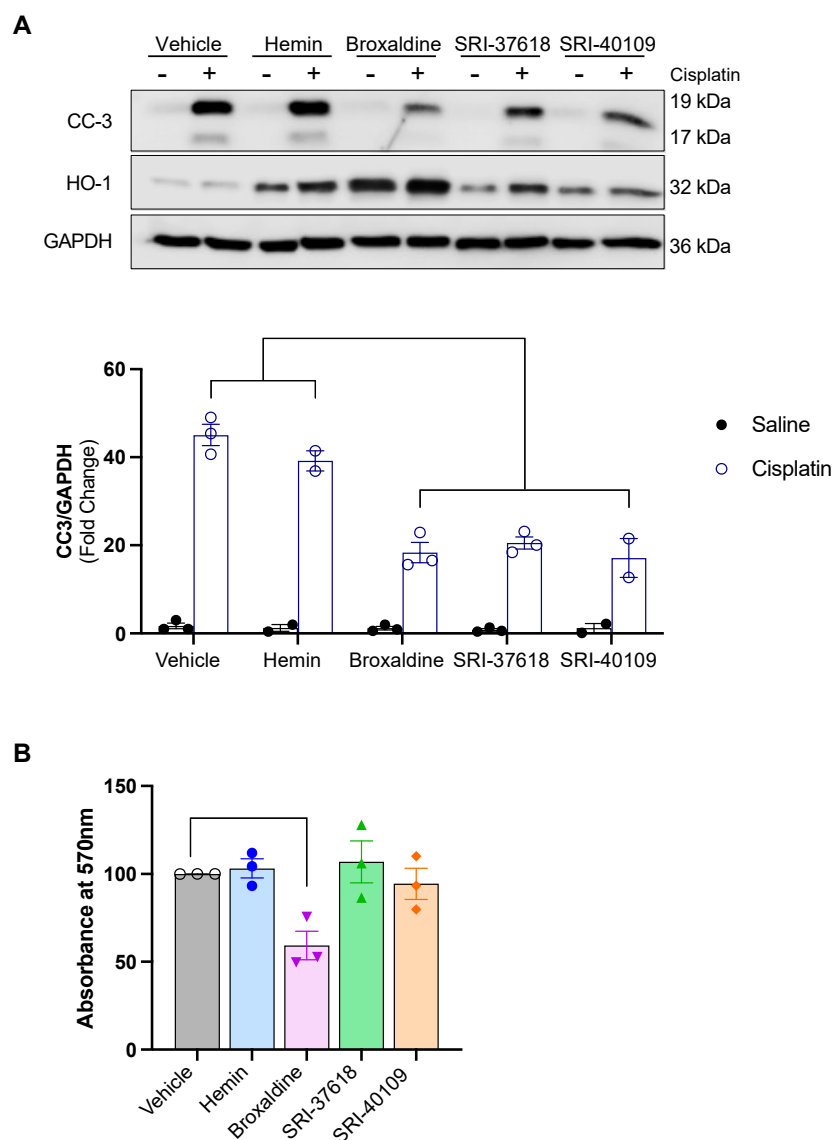 A
Vehicle Hemin Broxaldine SRI-37618 SRI-40109
- + - + - + - + - + Cisplatin
CC-3 19 kDa
17 kDa
HO-1 32 kDa
GAPDH 36 kDa
CC3/GAPDH
(Fold Change)
60
40
20
0
Vehicle Hemin Broxaldine SRI-37618 SRI-40109
Saline
Cisplatin
B
Absorbance at 570nm
150
100
50
0
Vehicle
Hemin
Broxaldine
SRI-37618
SRI-40109